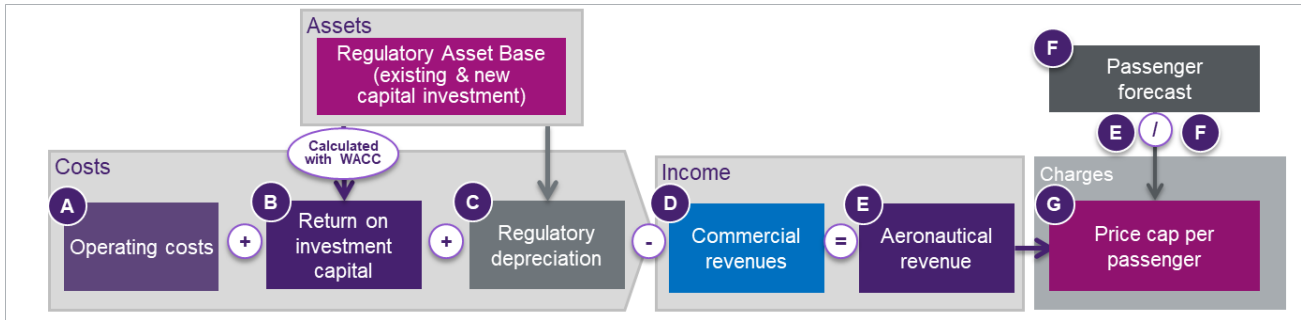 Assets
Regulatory Asset Base
(existing & new
capital investment)
F
Passenger
forecast
Calculated
with WACC
E
/
F
Costs
Income
Charges
A
Operating costs
+
B
Return on
investment
capital
+
C
Regulatory
depreciation
-
D
Commercial
revenues
=
E
Aeronautical
revenue
G
Price cap per
passenger